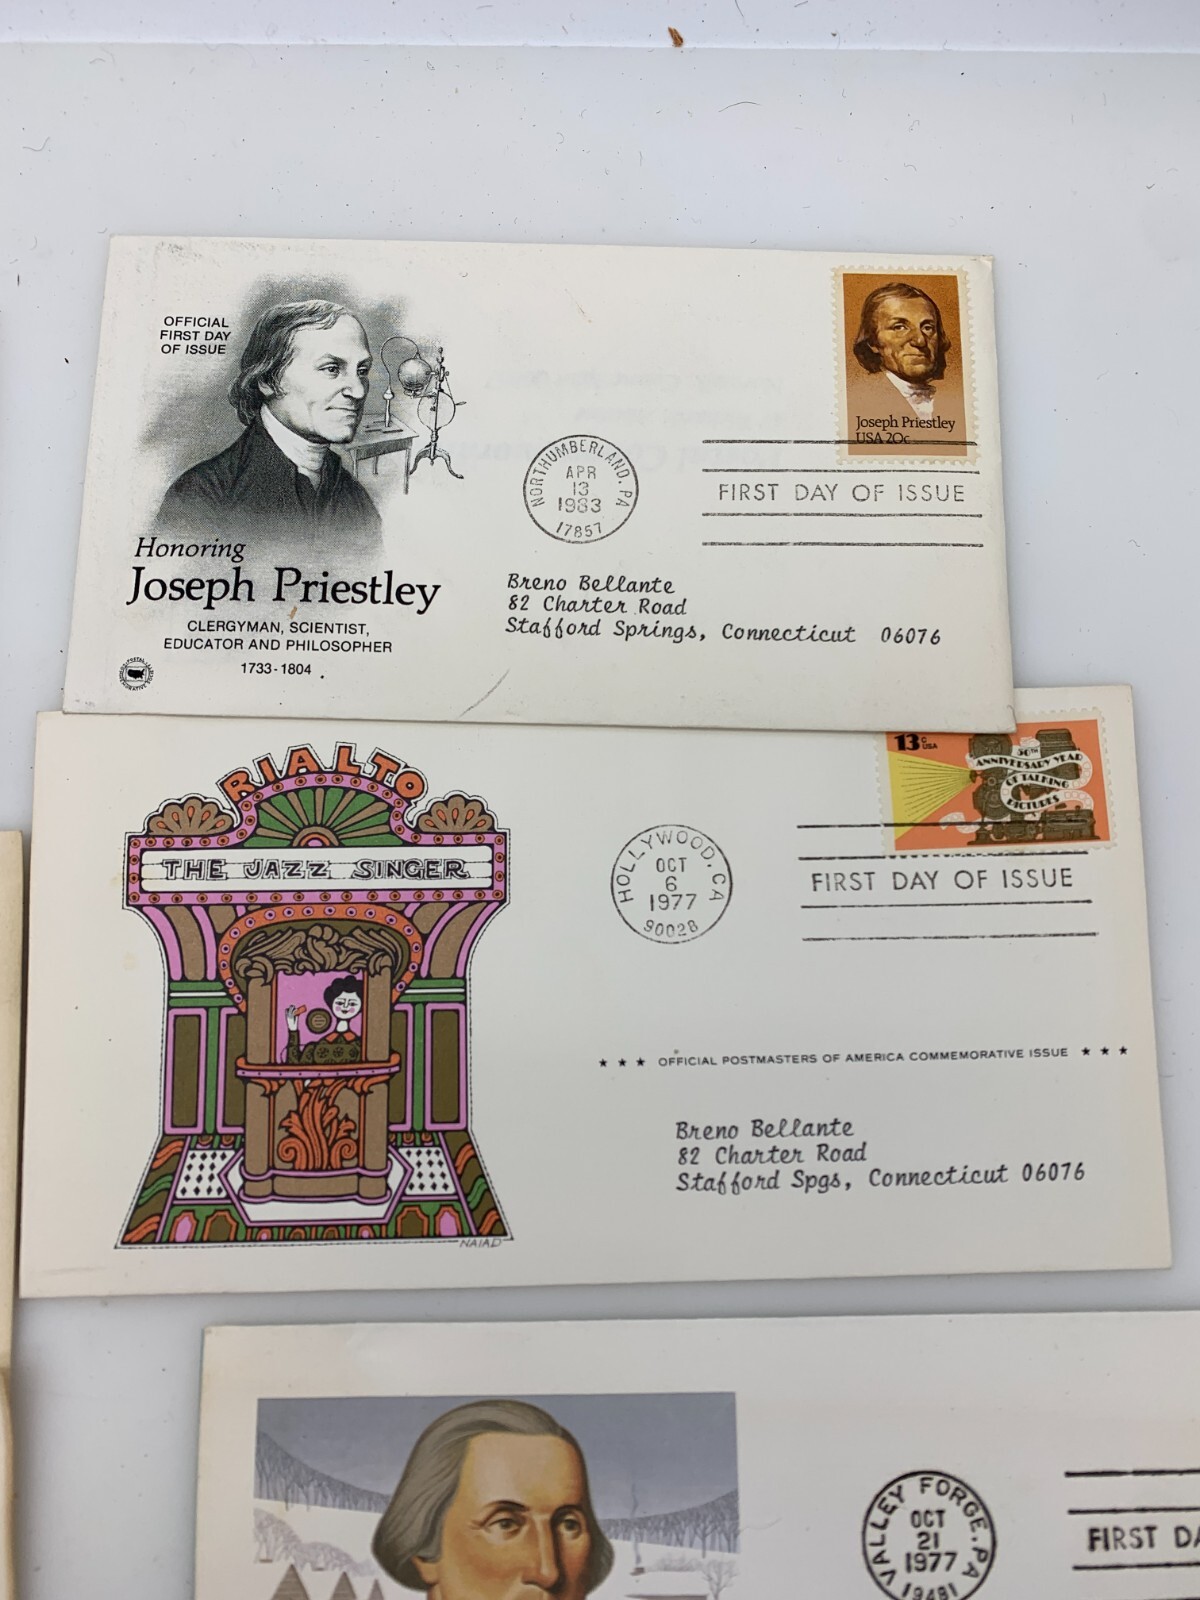 OFFICIAL
FIRST DAY
OF ISSUE
Joseph Priestley
USA 20c
NORTHUMBERLAND, PA
APR
13
1983
17857
FIRST DAY OF ISSUE
Honoring
Joseph Priestley
CLERGYMAN, SCIENTIST,
EDUCATOR AND PHILOSOPHER
1733-1804
Breno Bellante
82 Charter Road
Stafford Springs, Connecticut 06076
RIALTO
THE JAZZ SINGER
NAIAD
13c
USA
50TH
ANNIVERSARY YEAR
OF TALKING
PICTURES
HOLLYWOOD, CA
OCT
6
1977
90028
FIRST DAY OF ISSUE
★ ★ ★ OFFICIAL POSTMASTERS OF AMERICA COMMEMORATIVE ISSUE ★ ★ ★
Breno Bellante
82 Charter Road
Stafford Spgs, Connecticut 06076
VALLEY FORGE, PA
OCT
21
1977
19481
FIRST DA